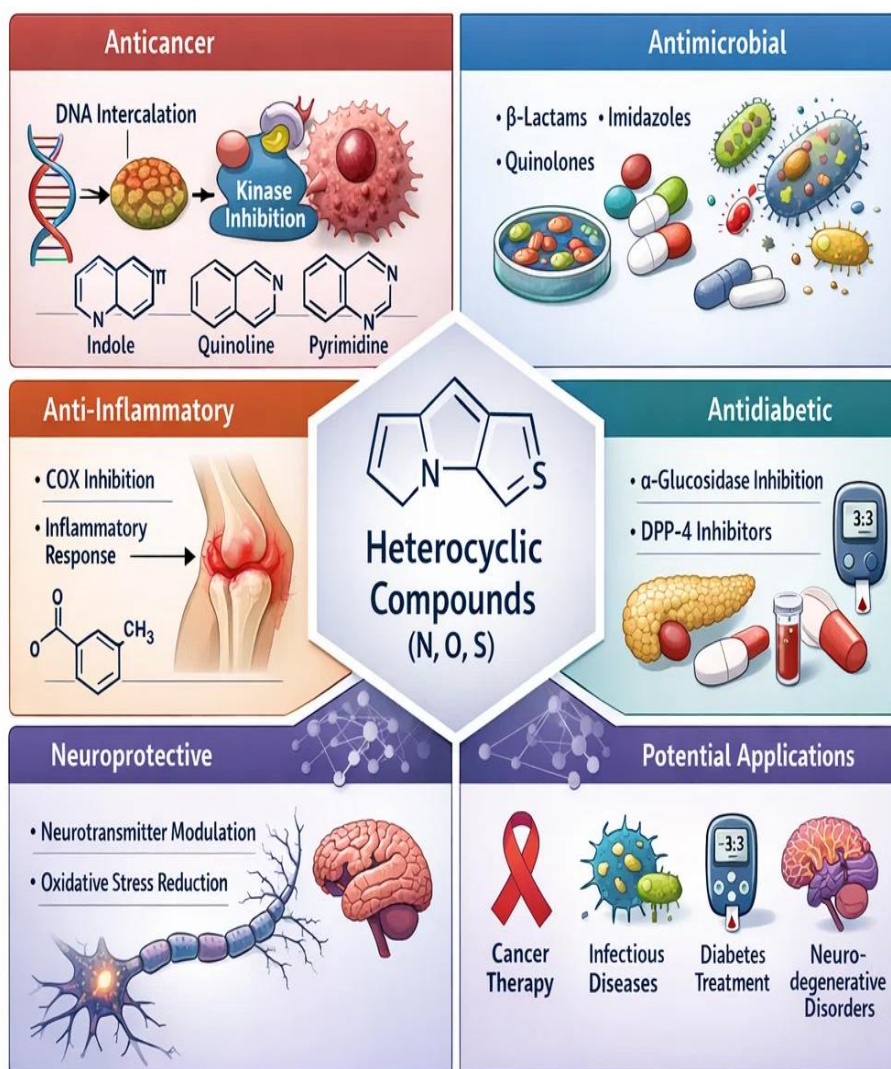 Anticancer
DNA Intercalation
Kinase
Inhibition
π
N
Indole
N
Quinoline
N
N
Pyrimidine
Antimicrobial
• β-Lactams • Imidazoles
• Quinolones
Anti-Inflammatory
• COX Inhibition
• Inflammatory
Response
O
O
CH₃
N
S
Heterocyclic
Compounds
(N, O, S)
Antidiabetic
• α-Glucosidase Inhibition
• DPP-4 Inhibitors
3:3
Neuroprotective
• Neurotransmitter Modulation
• Oxidative Stress Reduction
Potential Applications
-3:3
Cancer
Therapy
Infectious
Diseases
Diabetes
Treatment
Neuro-
degenerative
Disorders